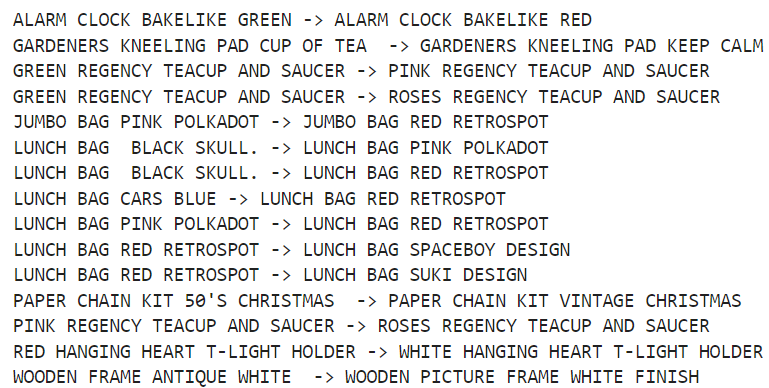 ALARM CLOCK BAKELIKE GREEN -> ALARM CLOCK BAKELIKE RED
GARDENERS KNEELING PAD CUP OF TEA  -> GARDENERS KNEELING PAD KEEP CALM
GREEN REGENCY TEACUP AND SAUCER -> PINK REGENCY TEACUP AND SAUCER
GREEN REGENCY TEACUP AND SAUCER -> ROSES REGENCY TEACUP AND SAUCER
JUMBO BAG PINK POLKADOT -> JUMBO BAG RED RETROSPOT
LUNCH BAG  BLACK SKULL. -> LUNCH BAG PINK POLKADOT
LUNCH BAG  BLACK SKULL. -> LUNCH BAG RED RETROSPOT
LUNCH BAG CARS BLUE -> LUNCH BAG RED RETROSPOT
LUNCH BAG PINK POLKADOT -> LUNCH BAG RED RETROSPOT
LUNCH BAG RED RETROSPOT -> LUNCH BAG SPACEBOY DESIGN
LUNCH BAG RED RETROSPOT -> LUNCH BAG SUKI DESIGN
PAPER CHAIN KIT 50'S CHRISTMAS  -> PAPER CHAIN KIT VINTAGE CHRISTMAS
PINK REGENCY TEACUP AND SAUCER -> ROSES REGENCY TEACUP AND SAUCER
RED HANGING HEART T-LIGHT HOLDER -> WHITE HANGING HEART T-LIGHT HOLDER
WOODEN FRAME ANTIQUE WHITE  -> WOODEN PICTURE FRAME WHITE FINISH